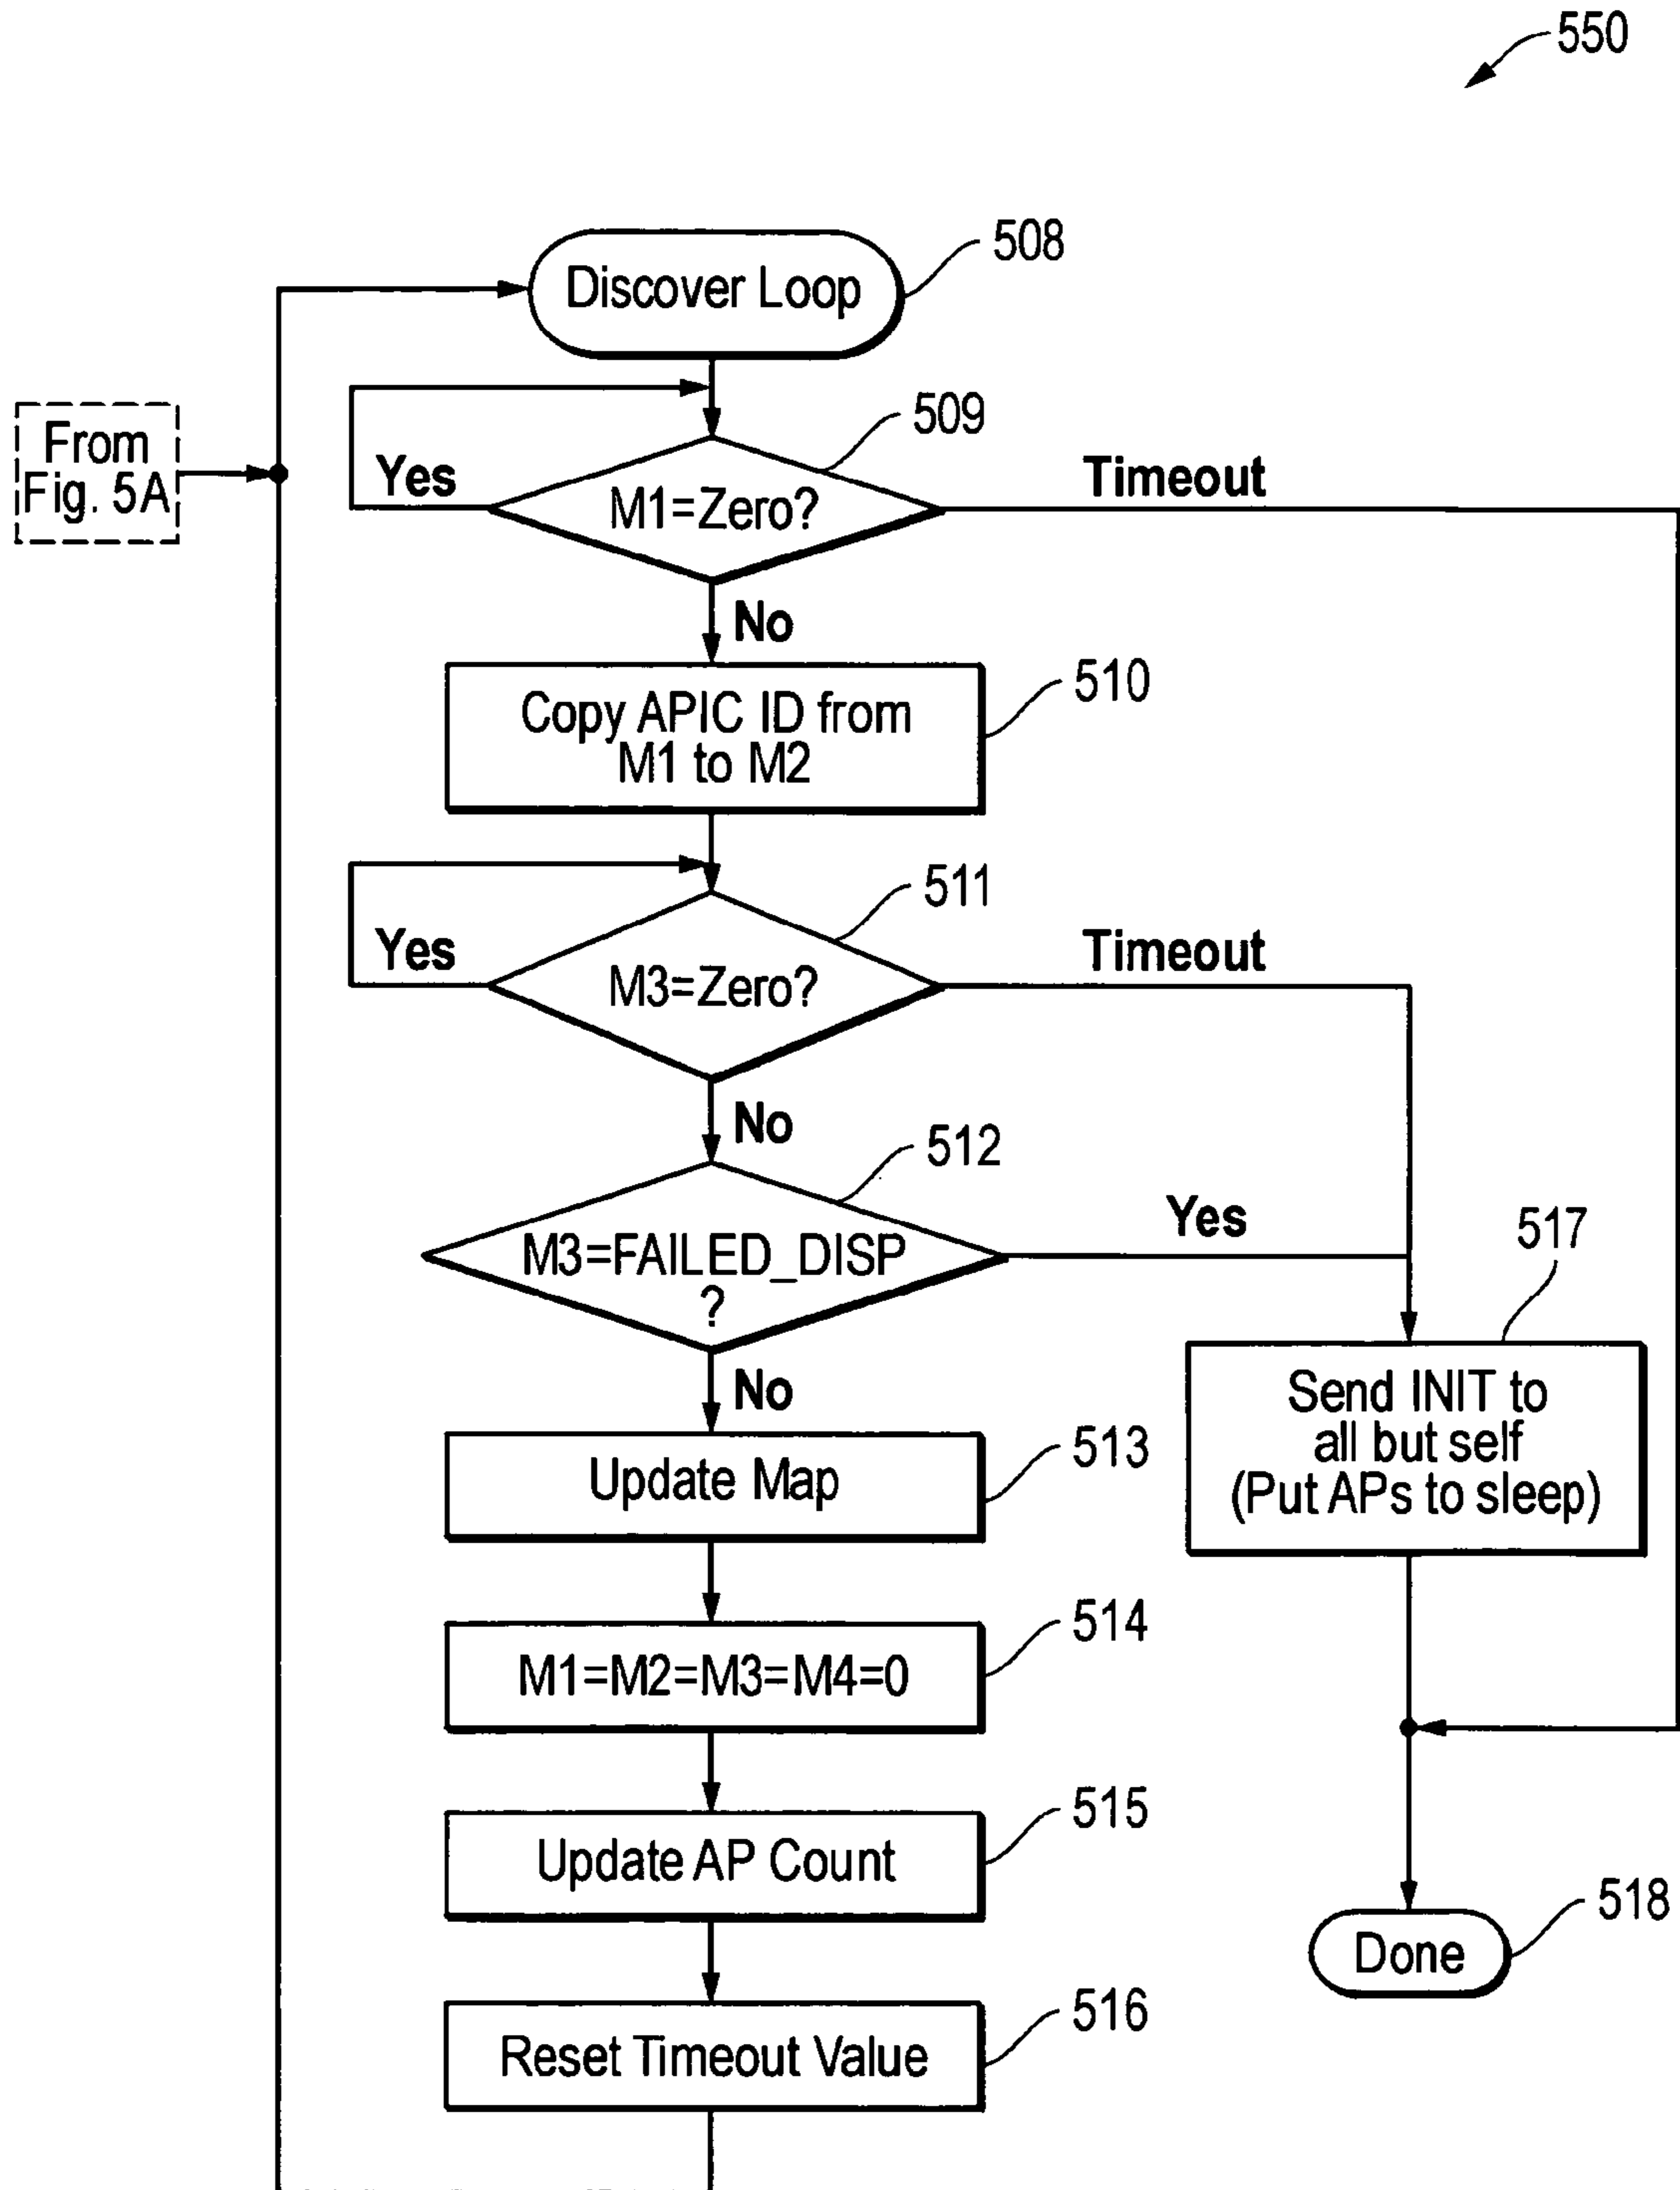 550
Discover Loop
508
From
Fig. 5A
509
Yes
M1=Zero?
Timeout
No
Copy APIC ID from
M1 to M2
510
511
Yes
M3=Zero?
Timeout
No
512
M3=FAILED_DISP
?
Yes
517
No
Send INIT to
all but self
(Put APs to sleep)
Update Map
513
M1=M2=M3=M4=0
514
Update AP Count
515
Done
518
Reset Timeout Value
516